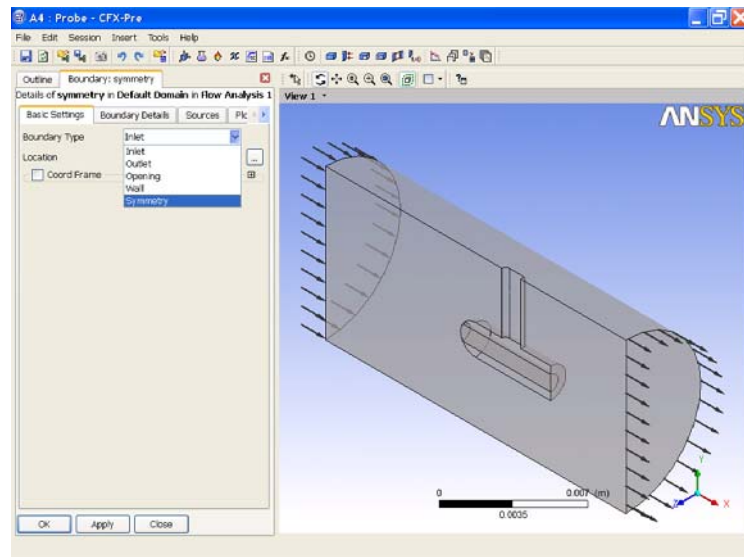 A4 : Probe - CFX-Pre
File Edit Session Insert Tools Help
Outline Boundary: symmetry
Details of symmetry in Default Domain in Flow Analysis 1
Basic Settings Boundary Details Sources Plc
Boundary Type Inlet
Inlet
Location
Outlet
Opening
Coord Frame
Wall
Symmetry
OK Apply Close
View 1
ANSYS
0 0.007 (m)
0.0035
Y
Z X